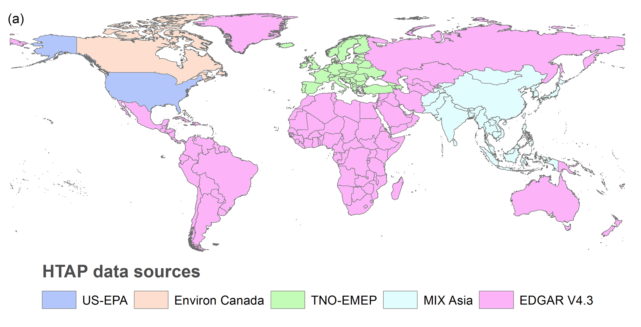 (a)
HTAP data sources
US-EPA Environ Canada TNO-EMEP MIX Asia EDGAR V4.3